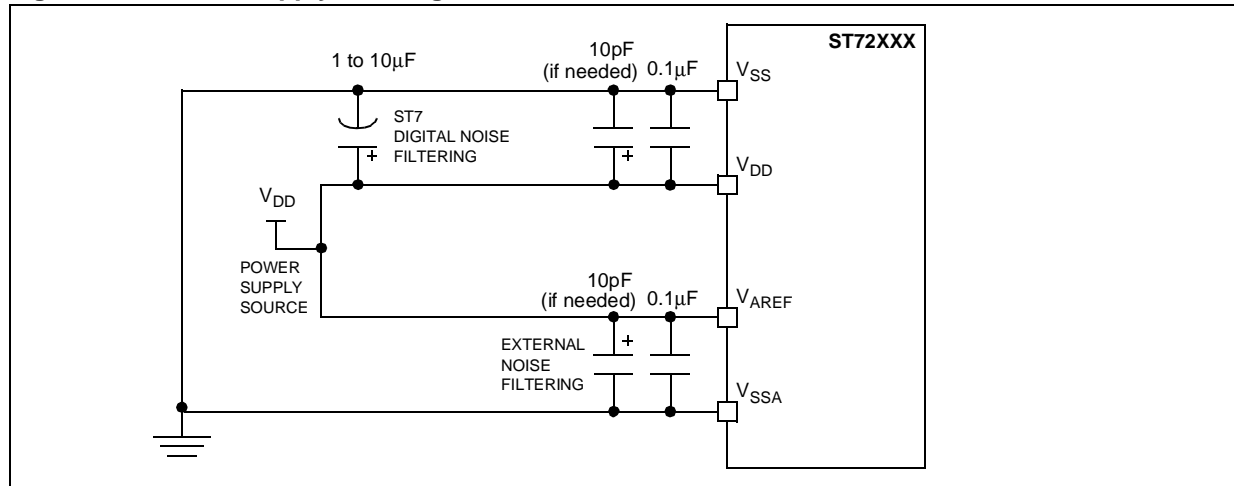 ST72XXX
10pF
(if needed) 0.1μF
1 to 10μF
VSS
ST7
DIGITAL NOISE
FILTERING
+
+
VDD
VDD
POWER
SUPPLY
SOURCE
10pF
(if needed) 0.1μF
VAREF
EXTERNAL
NOISE
FILTERING
+
VSSA